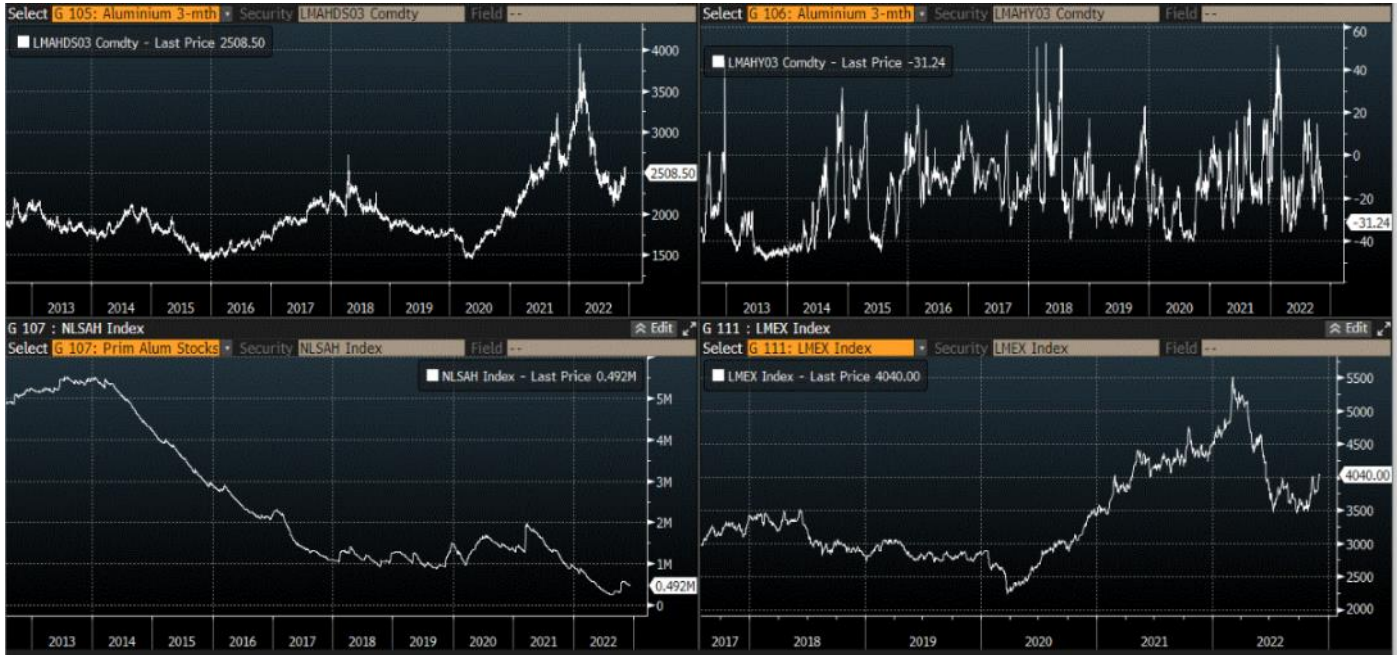 Select G 105: Aluminium 3-mth Security LMAHDS03 Comdty Field --
LMAHDS03 Comdty - Last Price 2508.50
4000
3500
3000
2508.50
2500
2000
1500
2013 2014 2015 2016 2017 2018 2019 2020 2021 2022
Select G 106: Aluminium 3-mth Security LMAHY03 Comdty Field --
LMAHY03 Comdty - Last Price -31.24
60
40
20
0
-20
-31.24
-40
2013 2014 2015 2016 2017 2018 2019 2020 2021 2022
G 107 : NLSAH Index Edit
Select G 107: Prim Alum Stocks Security NLSAH Index Field --
NLSAH Index - Last Price 0.492M
5M
4M
3M
2M
1M
0.492M
0
2013 2014 2015 2016 2017 2018 2019 2020 2021 2022
G 111 : LMEX Index Edit
Select G 111: LMEX Index Security LMEX Index Field --
LMEX Index - Last Price 4040.00
5500
5000
4500
4040.00
3500
3000
2500
2000
2017 2018 2019 2020 2021 2022